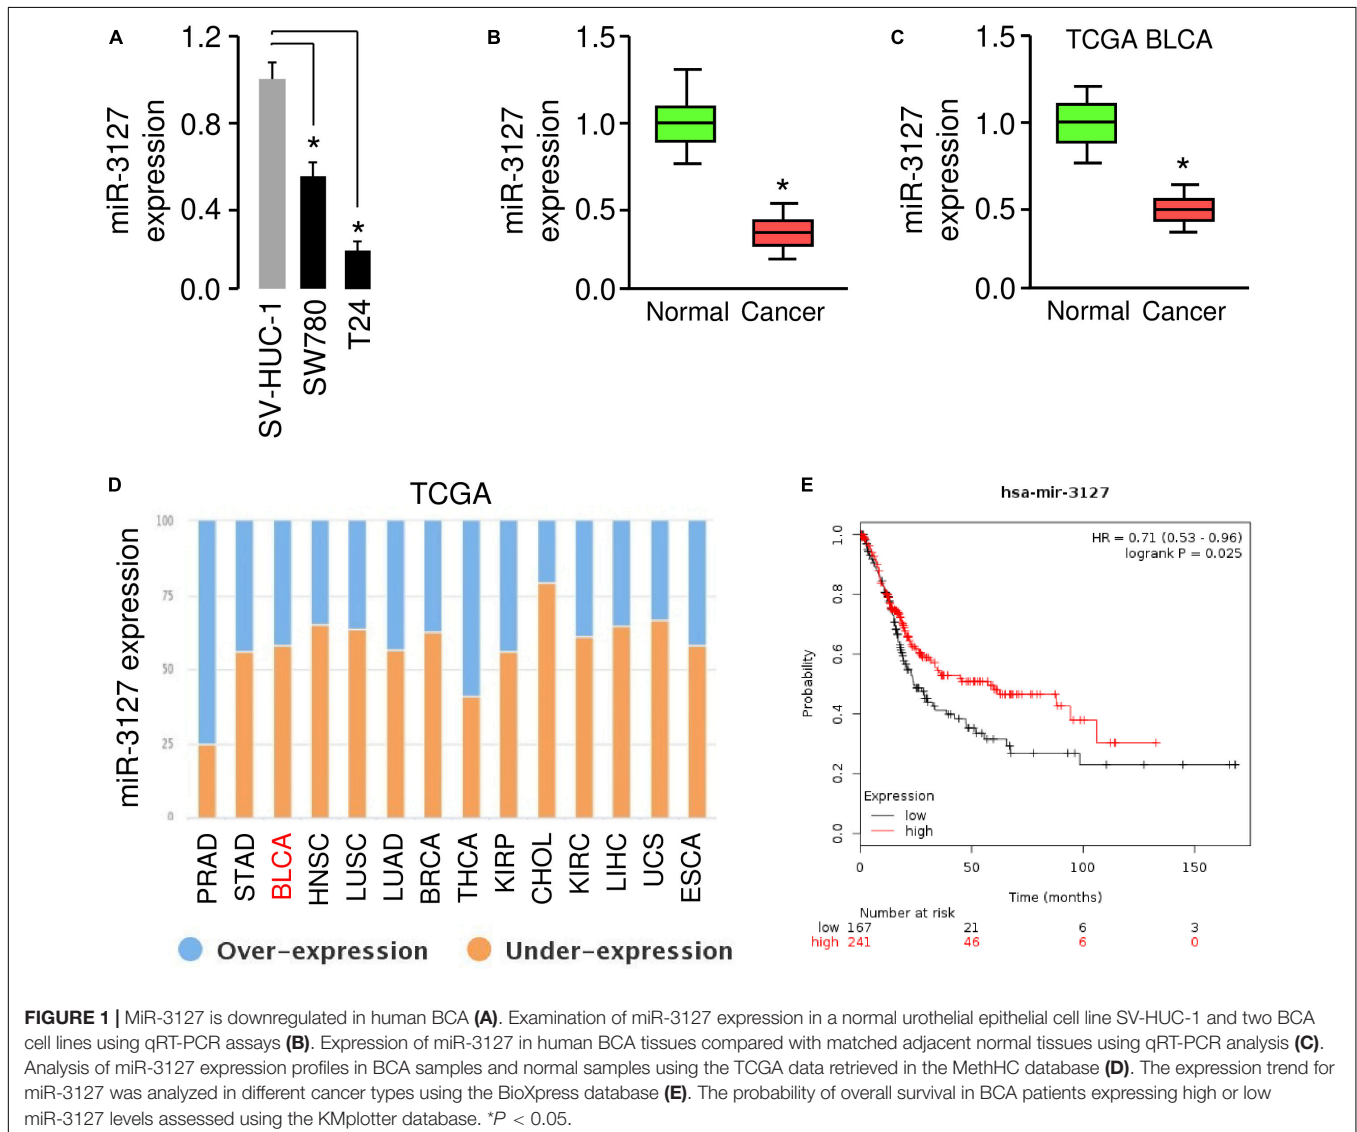 A
1.2
0.8
0.4
0.0
miR-3127
expression
*
*
SV-HUC-1
SW780
T24
B
1.5
1.0
0.5
0.0
miR-3127
expression
*
Normal Cancer
C
TCGA BLCA
1.5
1.0
0.5
0.0
miR-3127
expression
*
Normal Cancer
D
TCGA
miR-3127 expression
100
75
50
25
0
PRAD
STAD
BLCA
HNSC
LUSC
LUAD
BRCA
THCA
KIRP
CHOL
KIRC
LIHC
UCS
ESCA
Over-expression
Under-expression
E
hsa-mir-3127
HR = 0.71 (0.53 - 0.96)
logrank P = 0.025
Probability
1.0
0.8
0.6
0.4
0.2
0.0
Expression
low
high
0 50 100 150
Time (months)
Number at risk
low 167 21 6 3
high 241 46 6 0
FIGURE 1 | MiR-3127 is downregulated in human BCA (A). Examination of miR-3127 expression in a normal urothelial epithelial cell line SV-HUC-1 and two BCA
cell lines using qRT-PCR assays (B). Expression of miR-3127 in human BCA tissues compared with matched adjacent normal tissues using qRT-PCR analysis (C).
Analysis of miR-3127 expression profiles in BCA samples and normal samples using the TCGA data retrieved in the MethHC database (D). The expression trend for
miR-3127 was analyzed in different cancer types using the BioXpress database (E). The probability of overall survival in BCA patients expressing high or low
miR-3127 levels assessed using the KMplotter database. *P < 0.05.